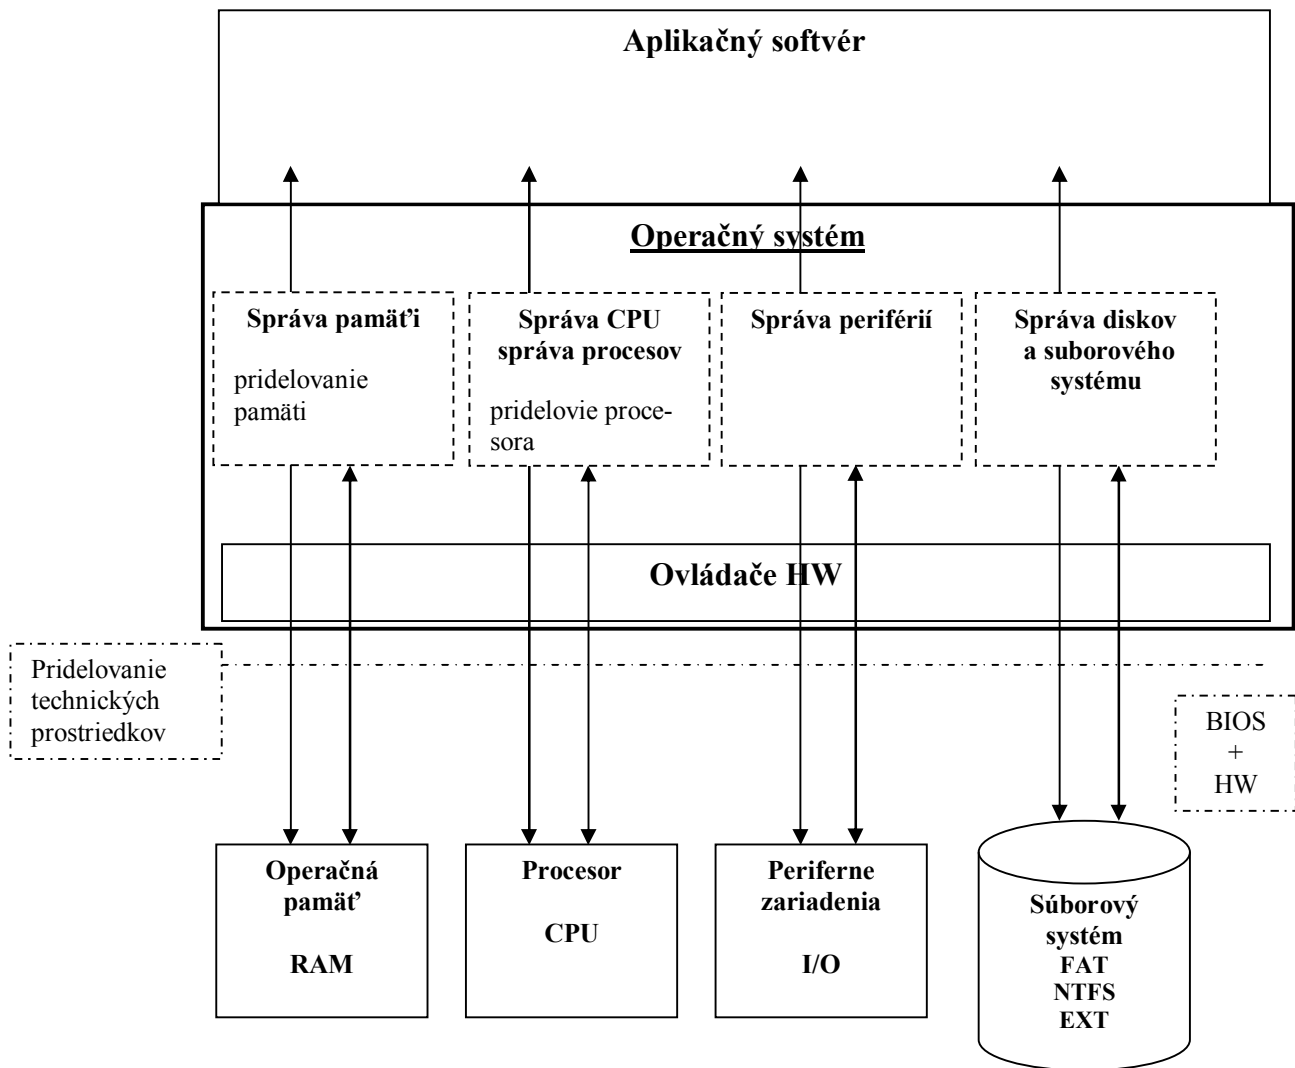 Aplikačný softvér
Operačný systém
Správa pamäťi
pridelovanie
pamäti
Správa CPU
správa procesov
pridelovie proce-
sora
Správa periférií
Správa diskov
a suborového
systému
Ovládače HW
Pridelovanie
technických
prostriedkov
BIOS
+
HW
Operačná
pamäť
RAM
Procesor
CPU
Periferne
zariadenia
I/O
Súborový
systém
FAT
NTFS
EXT